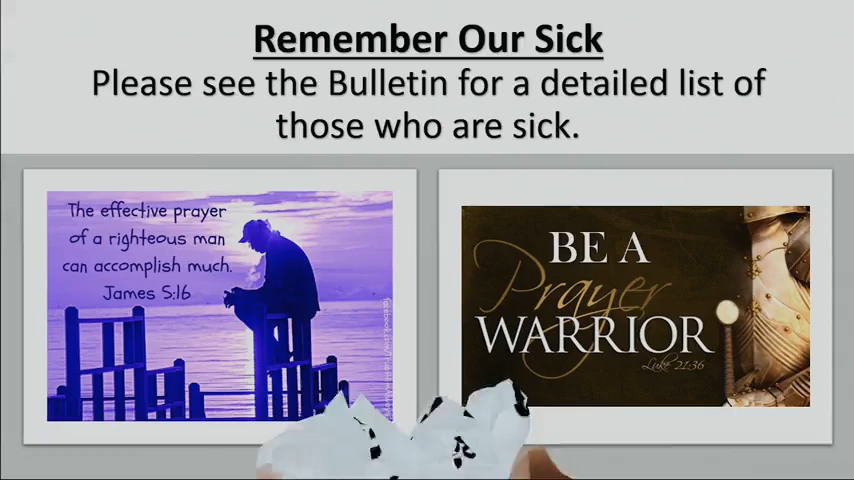 Remember Our Sick
Please see the Bulletin for a detailed list of
those who are sick.
The effective prayer
of a righteous man
can accomplish much.
James 5:16
BE A
Prayer
WARRIOR
Luke 21:36